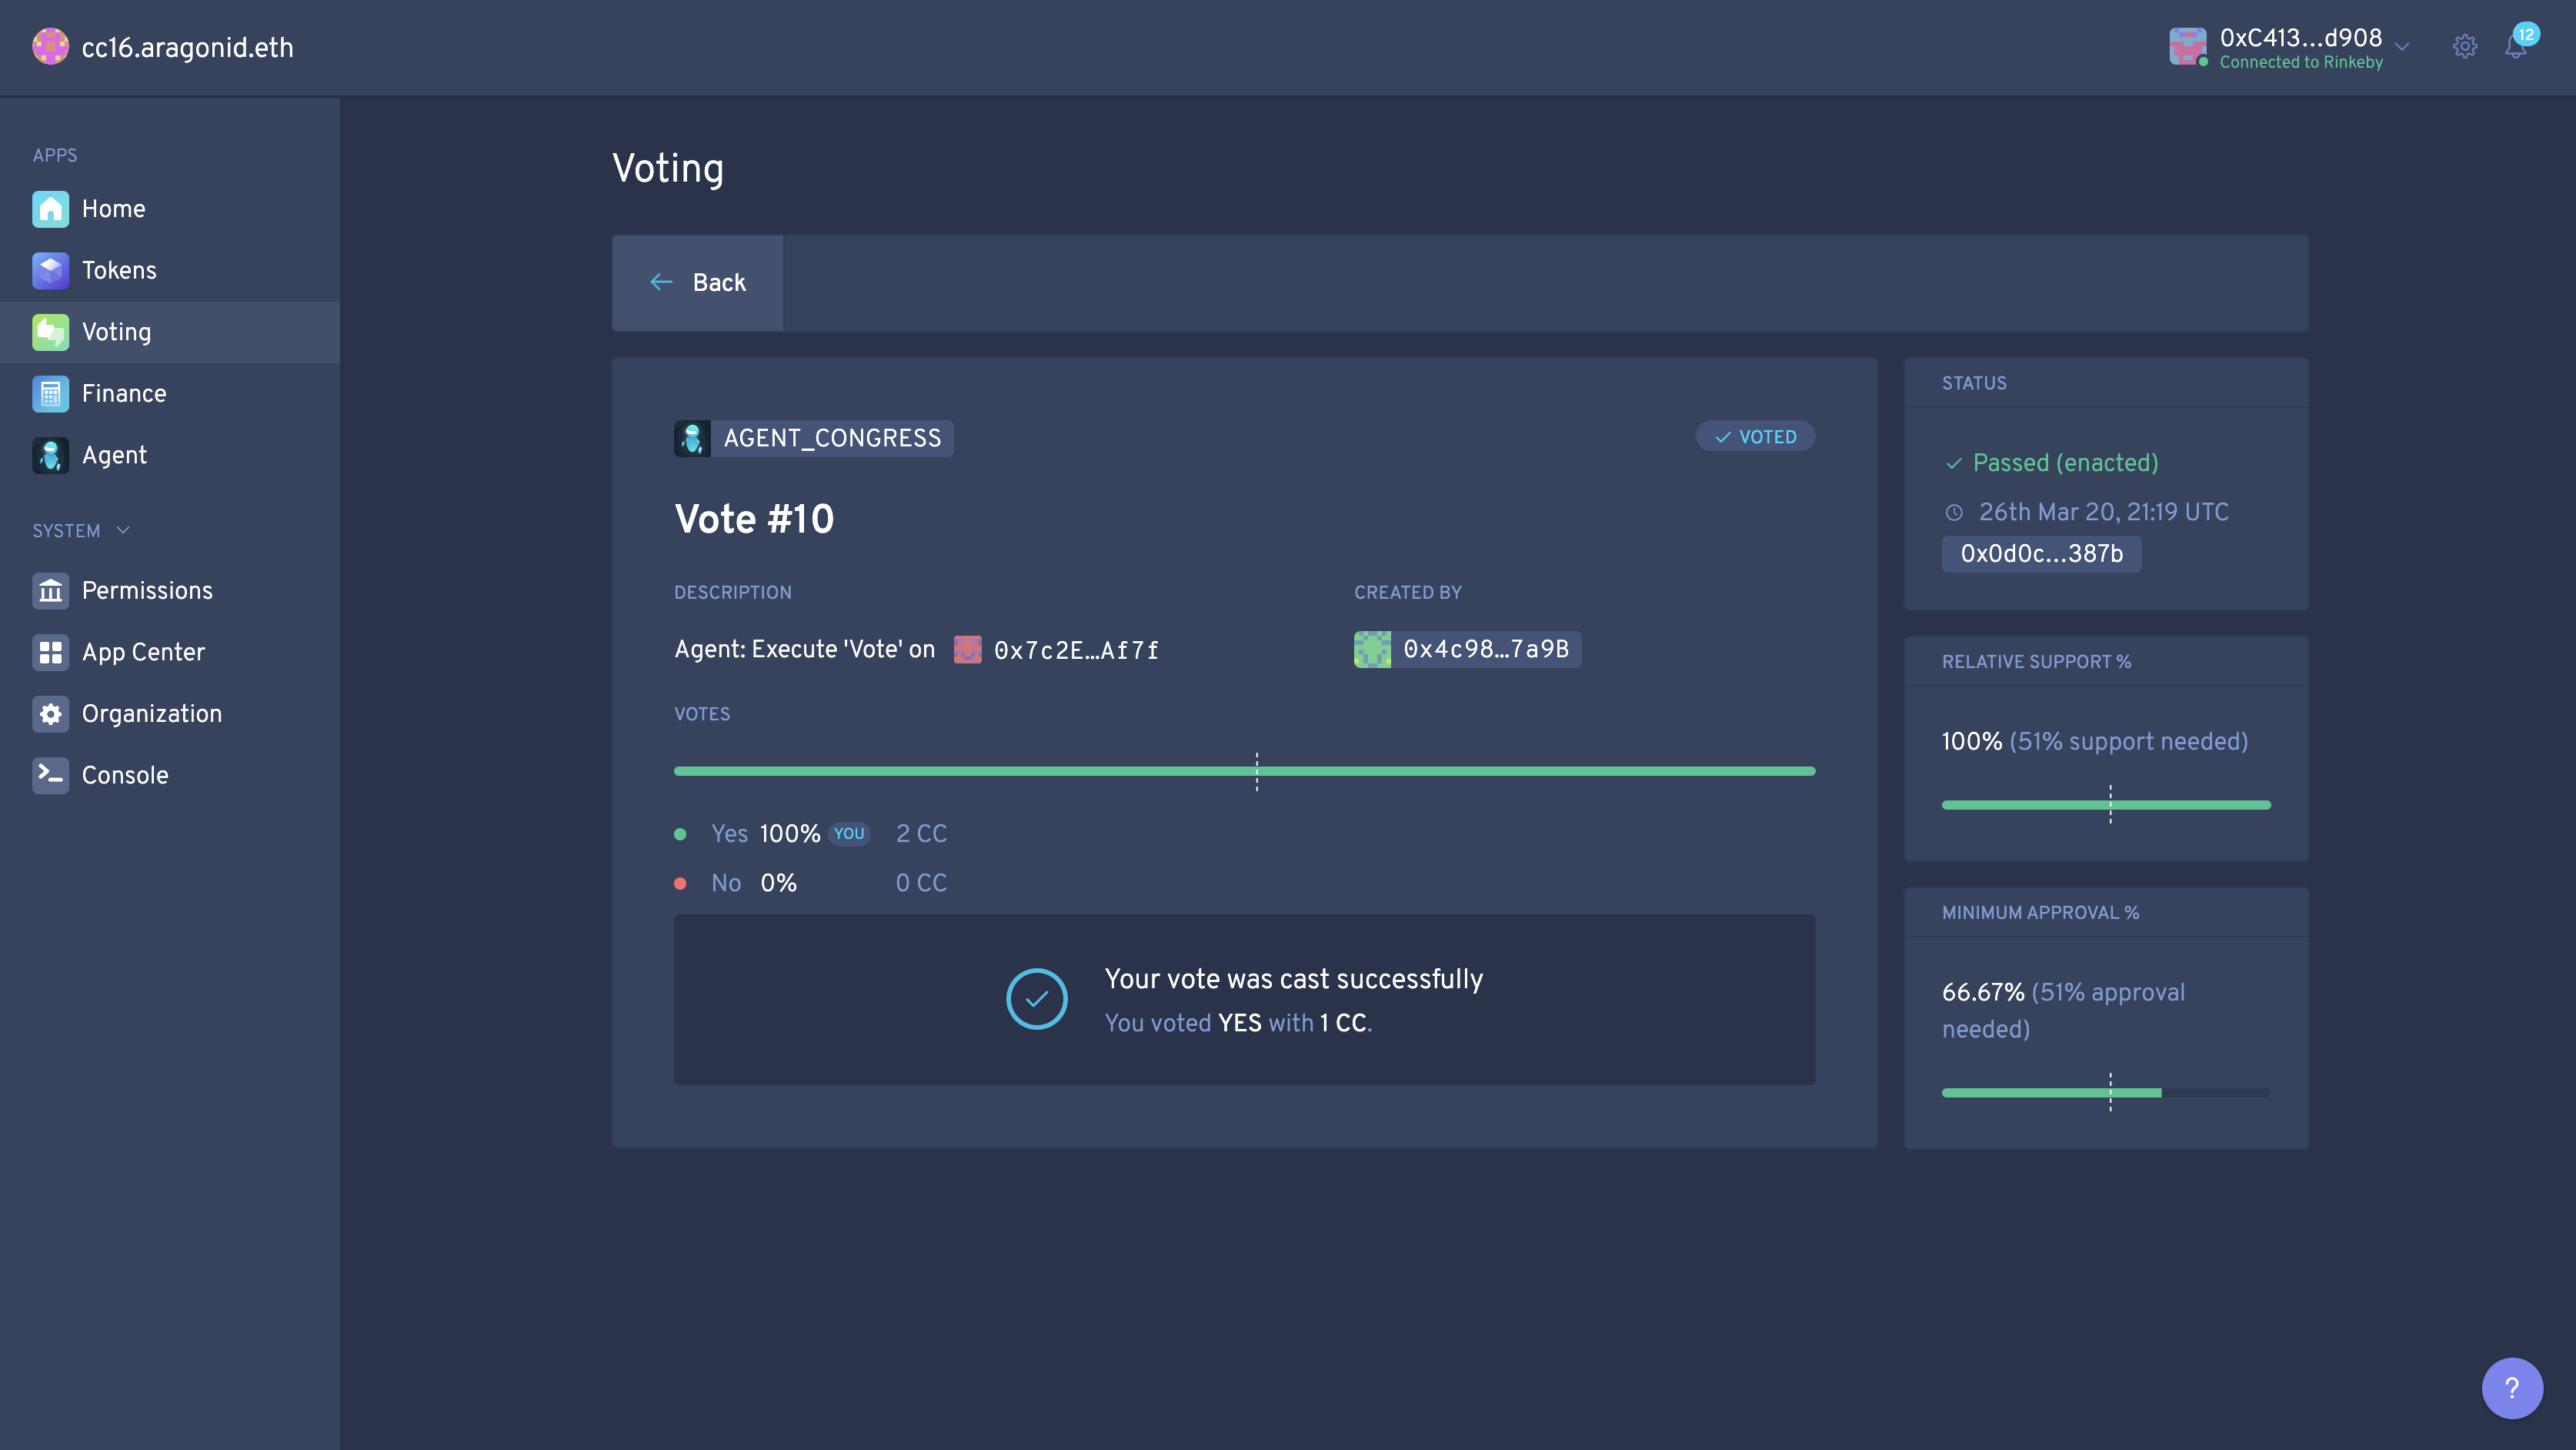 cc16.aragonid.eth
0xC413…d908
Connected to Rinkeby
12
APPS
Home
Tokens
Voting
Finance
Agent
SYSTEM
Permissions
App Center
Organization
Console
Voting
Back
AGENT_CONGRESS
VOTED
Vote #10
DESCRIPTION
CREATED BY
Agent: Execute 'Vote' on 0x7c2E…Af7f
0x4c98…7a9B
VOTES
Yes 100% YOU 2 CC
No 0% 0 CC
Your vote was cast successfully
You voted YES with 1 CC.
STATUS
Passed (enacted)
26th Mar 20, 21:19 UTC
0x0d0c…387b
RELATIVE SUPPORT %
100% (51% support needed)
MINIMUM APPROVAL %
66.67% (51% approval
needed)
?